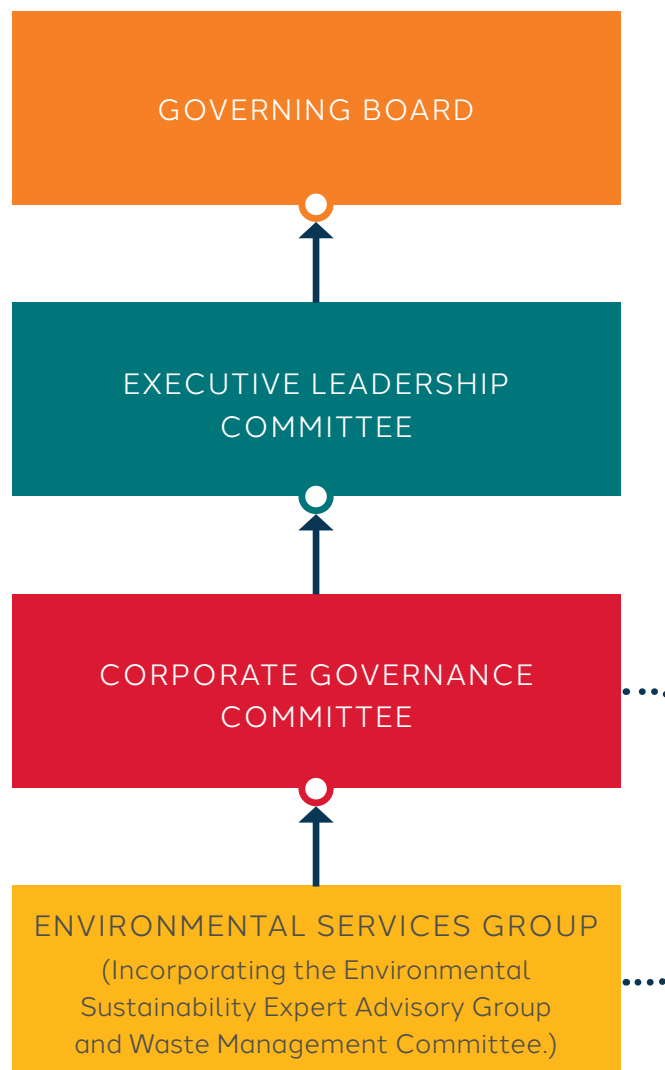 GOVERNING BOARD
EXECUTIVE LEADERSHIP
COMMITTEE
CORPORATE GOVERNANCE
COMMITTEE
ENVIRONMENTAL SERVICES GROUP
(Incorporating the Environmental
Sustainability Expert Advisory Group
and Waste Management Committee.)